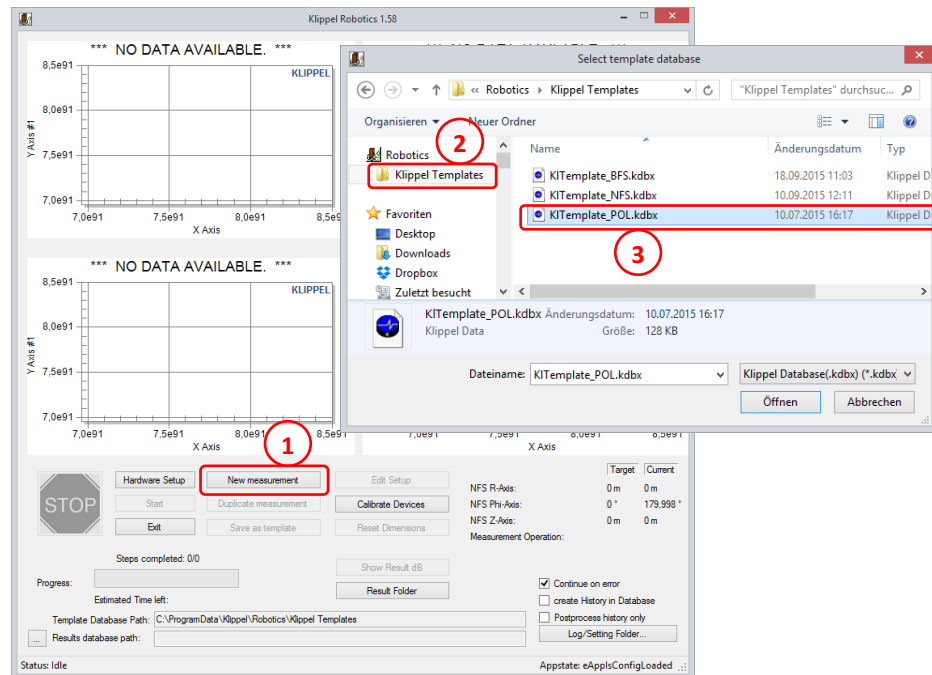 Klippel Robotics 1.58
*** NO DATA AVAILABLE. ***
KLIPPEL
8,5e91
8,0e91
7,5e91
7,0e91
Y Axis #1
7,0e91 7,5e91 8,0e91 8,5e9
X Axis
*** NO DATA AVAILABLE. ***
KLIPPEL
8,5e91
8,0e91
7,5e91
7,0e91
Y Axis #1
7,0e91 7,5e91 8,0e91 8,5e91
X Axis
7,0e91 7,5e91 8,0e91 8,5e91
X Axis
Select template database
« Robotics Klippel Templates
"Klippel Templates" durchsuc...
Organisieren Neuer Ordner
2
Robotics
Klippel Templates
Favoriten
Desktop
Downloads
Dropbox
Zuletzt besucht
Name Änderungsdatum Typ
KlTemplate_BFS.kdbx 18.09.2015 11:03 Klippel D
KlTemplate_NFS.kdbx 10.09.2015 12:11 Klippel D
KlTemplate_POL.kdbx 10.07.2015 16:17 Klippel D
3
KlTemplate_POL.kdbx Änderungsdatum: 10.07.2015 16:17
Klippel Data Größe: 128 KB
Dateiname: KlTemplate_POL.kdbx Klippel Database(.kdbx) (*.kdbx
Öffnen Abbrechen
1
STOP
Hardware Setup New measurement Edit Setup
Start Duplicate measurement Calibrate Devices
Exit Save as template Reset Dimensions
Target Current
NFS R-Axis: 0 m 0 m
NFS Phi-Axis: 0 ° 179,998 °
NFS Z-Axis: 0 m 0 m
Measurement Operation:
Steps completed: 0/0
Show Result dB
Progress:
Result Folder
Estimated Time left:
Continue on error
create History in Database
Postprocess history only
Log/Setting Folder...
Template Database Path: C:\ProgramData\Klippel\Robotics\Klippel Templates
... Results database path:
Status: Idle Appstate: eAppIsConfigLoaded